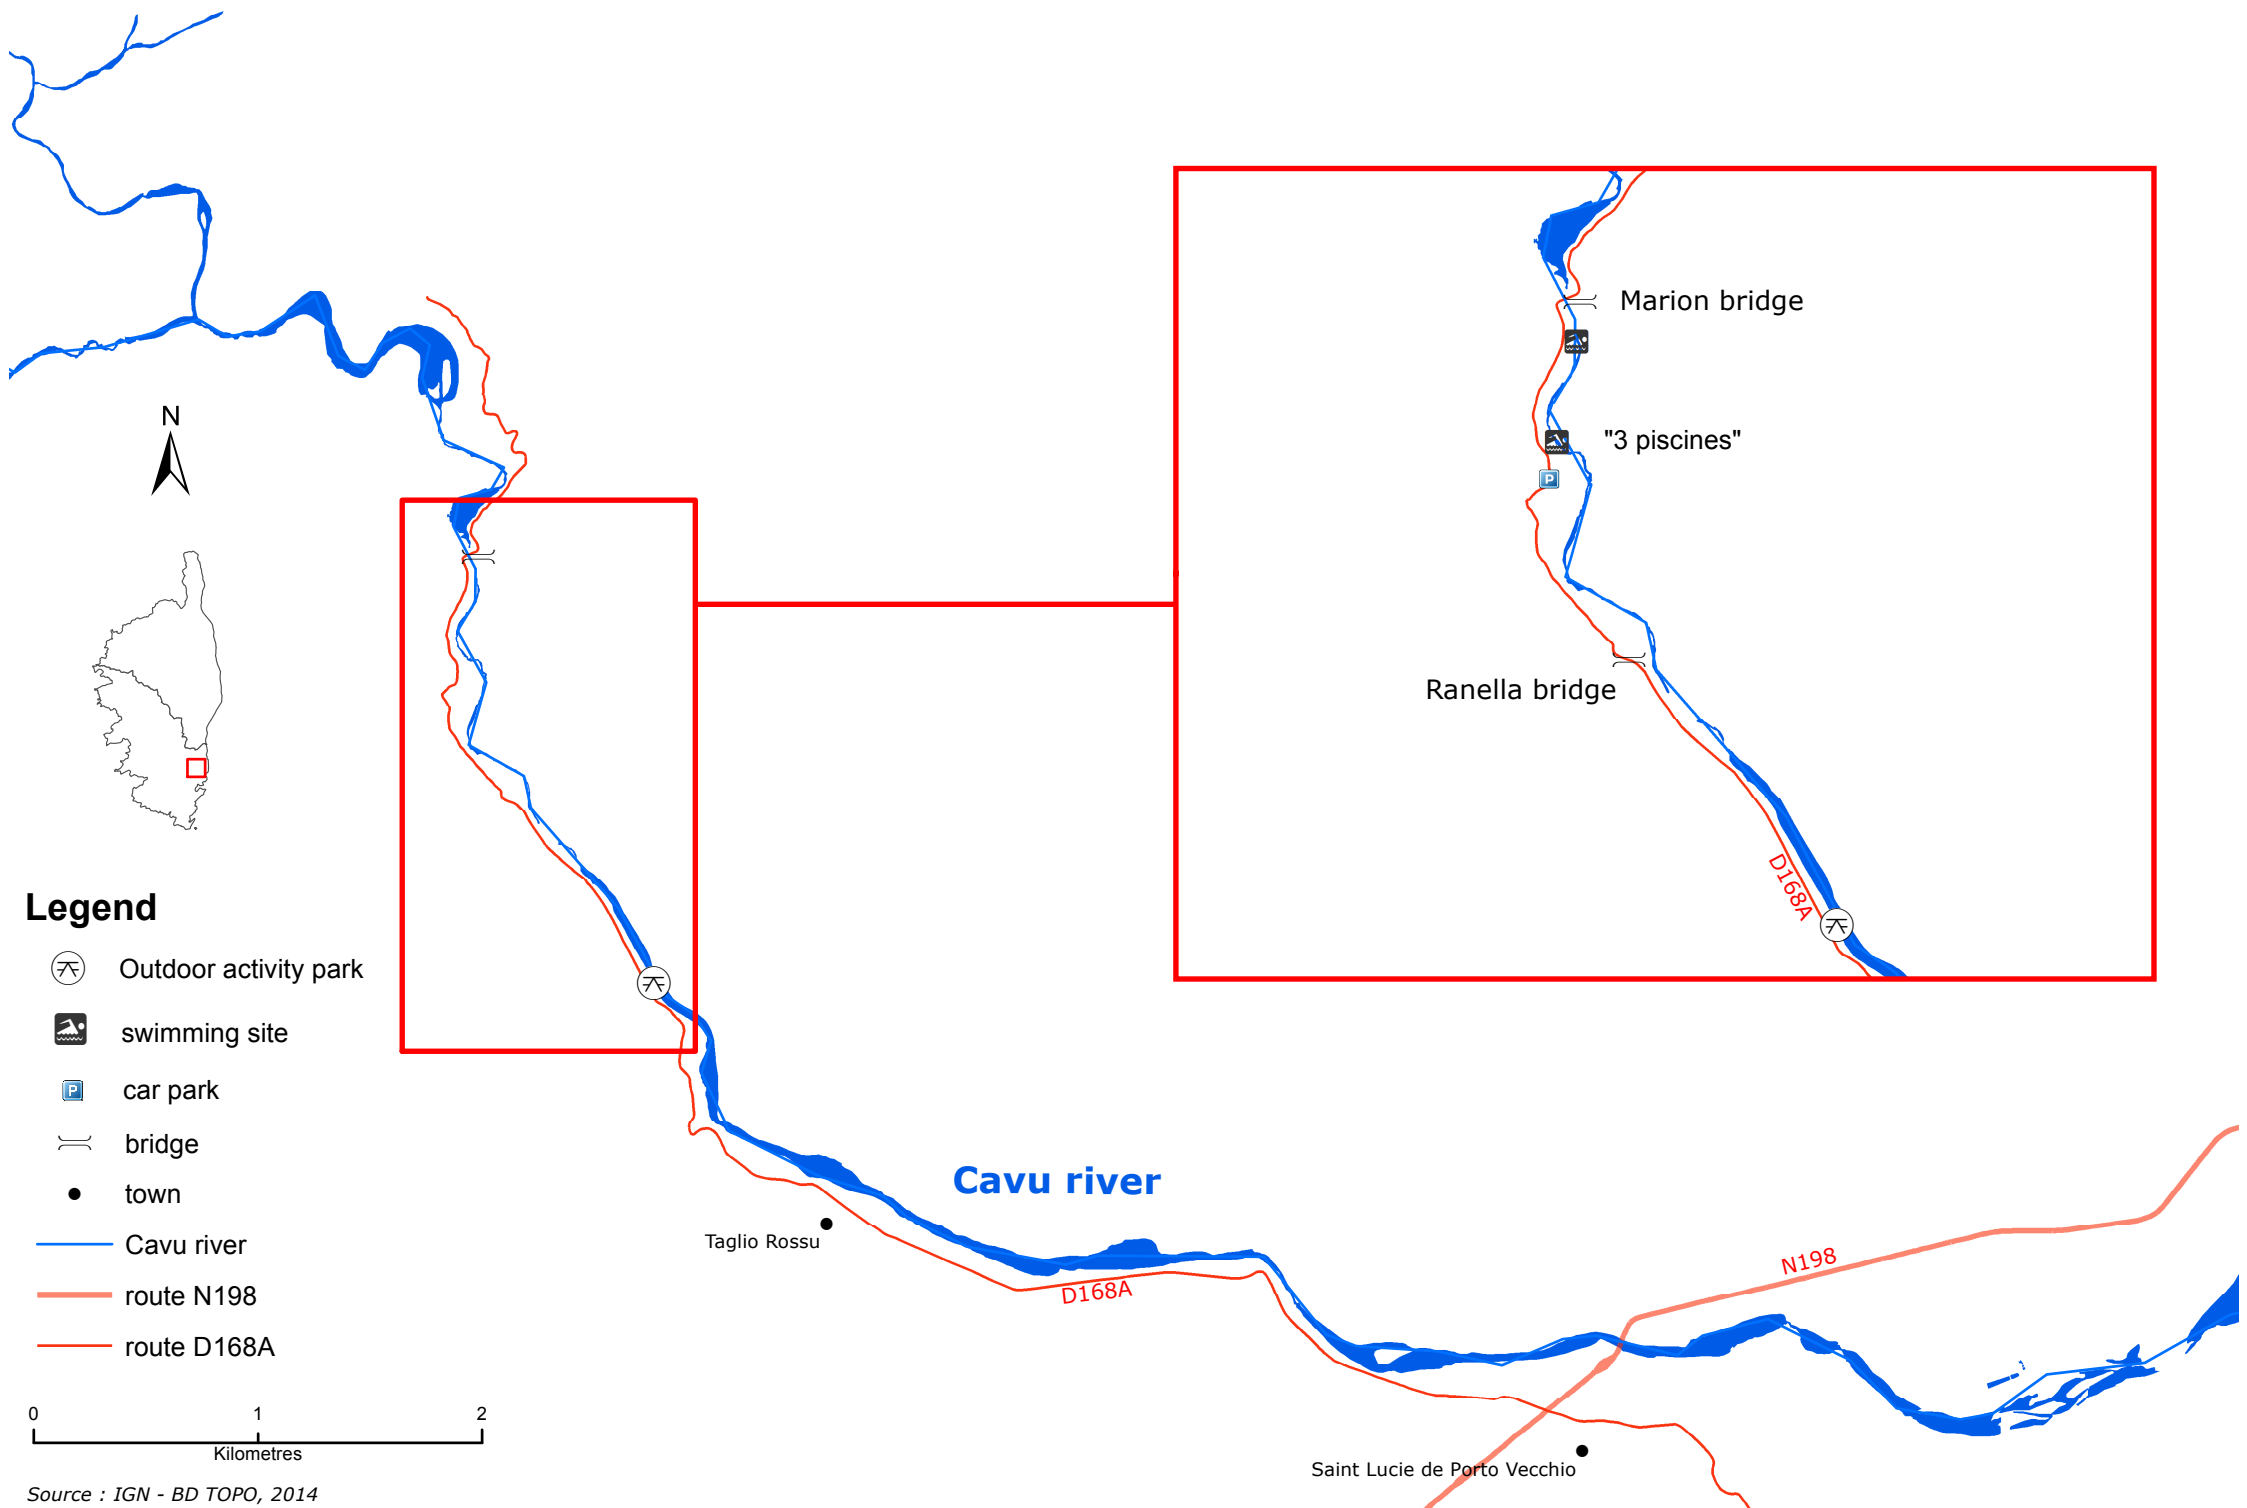 N
Marion bridge
"3 piscines"
P
Ranella bridge
D168A
Legend
Outdoor activity park
swimming site
P
car park
bridge
town
Cavu river
route N198
route D168A
Cavu river
Taglio Rossu
D168A
N198
Saint Lucie de Porto Vecchio
0 1 2
Kilometres
Source : IGN - BD TOPO, 2014